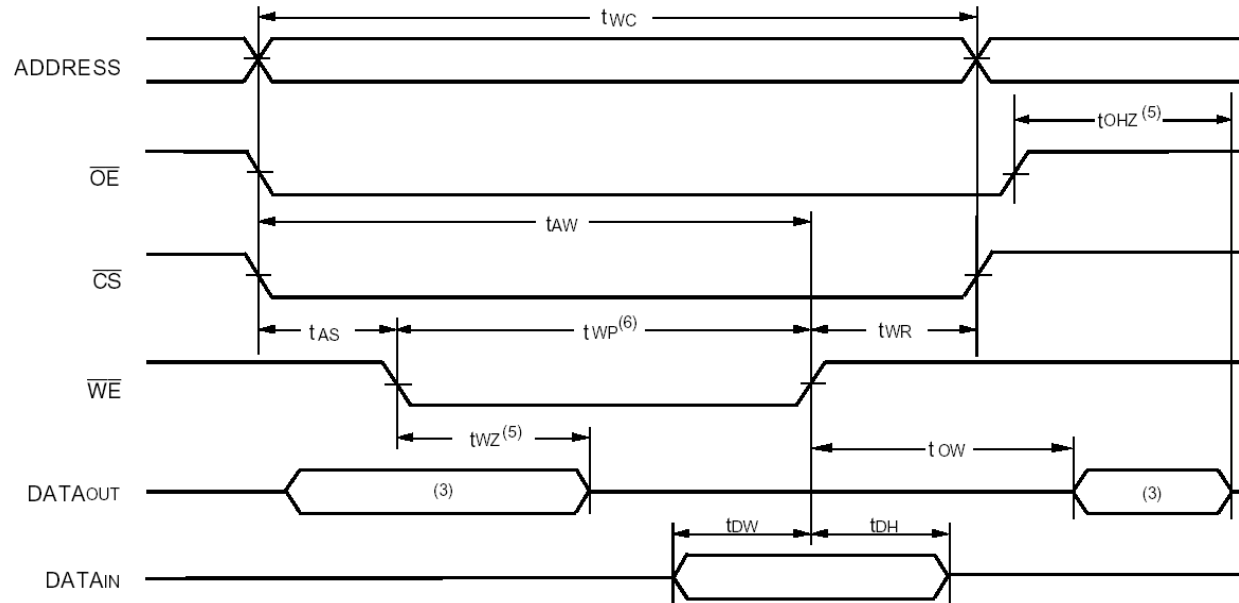 tWC
ADDRESS
tOHZ (5)
OE
tAW
CS
tAS tWP(6) tWR
WE
tWZ(5) tOW
DATAOUT (3) (3)
tDW tDH
DATAIN